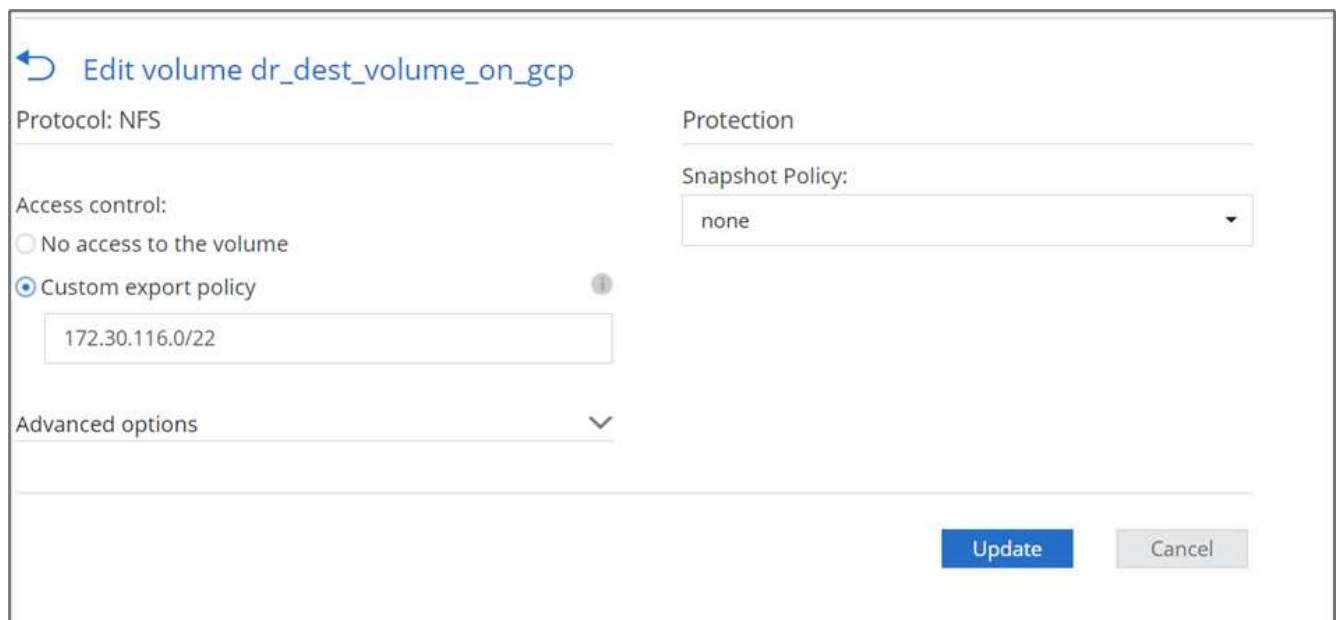 Edit volume dr_dest_volume_on_gcp
Protocol: NFS
Access control:
No access to the volume
Custom export policy
172.30.116.0/22
Advanced options
Protection
Snapshot Policy:
none
Update
Cancel